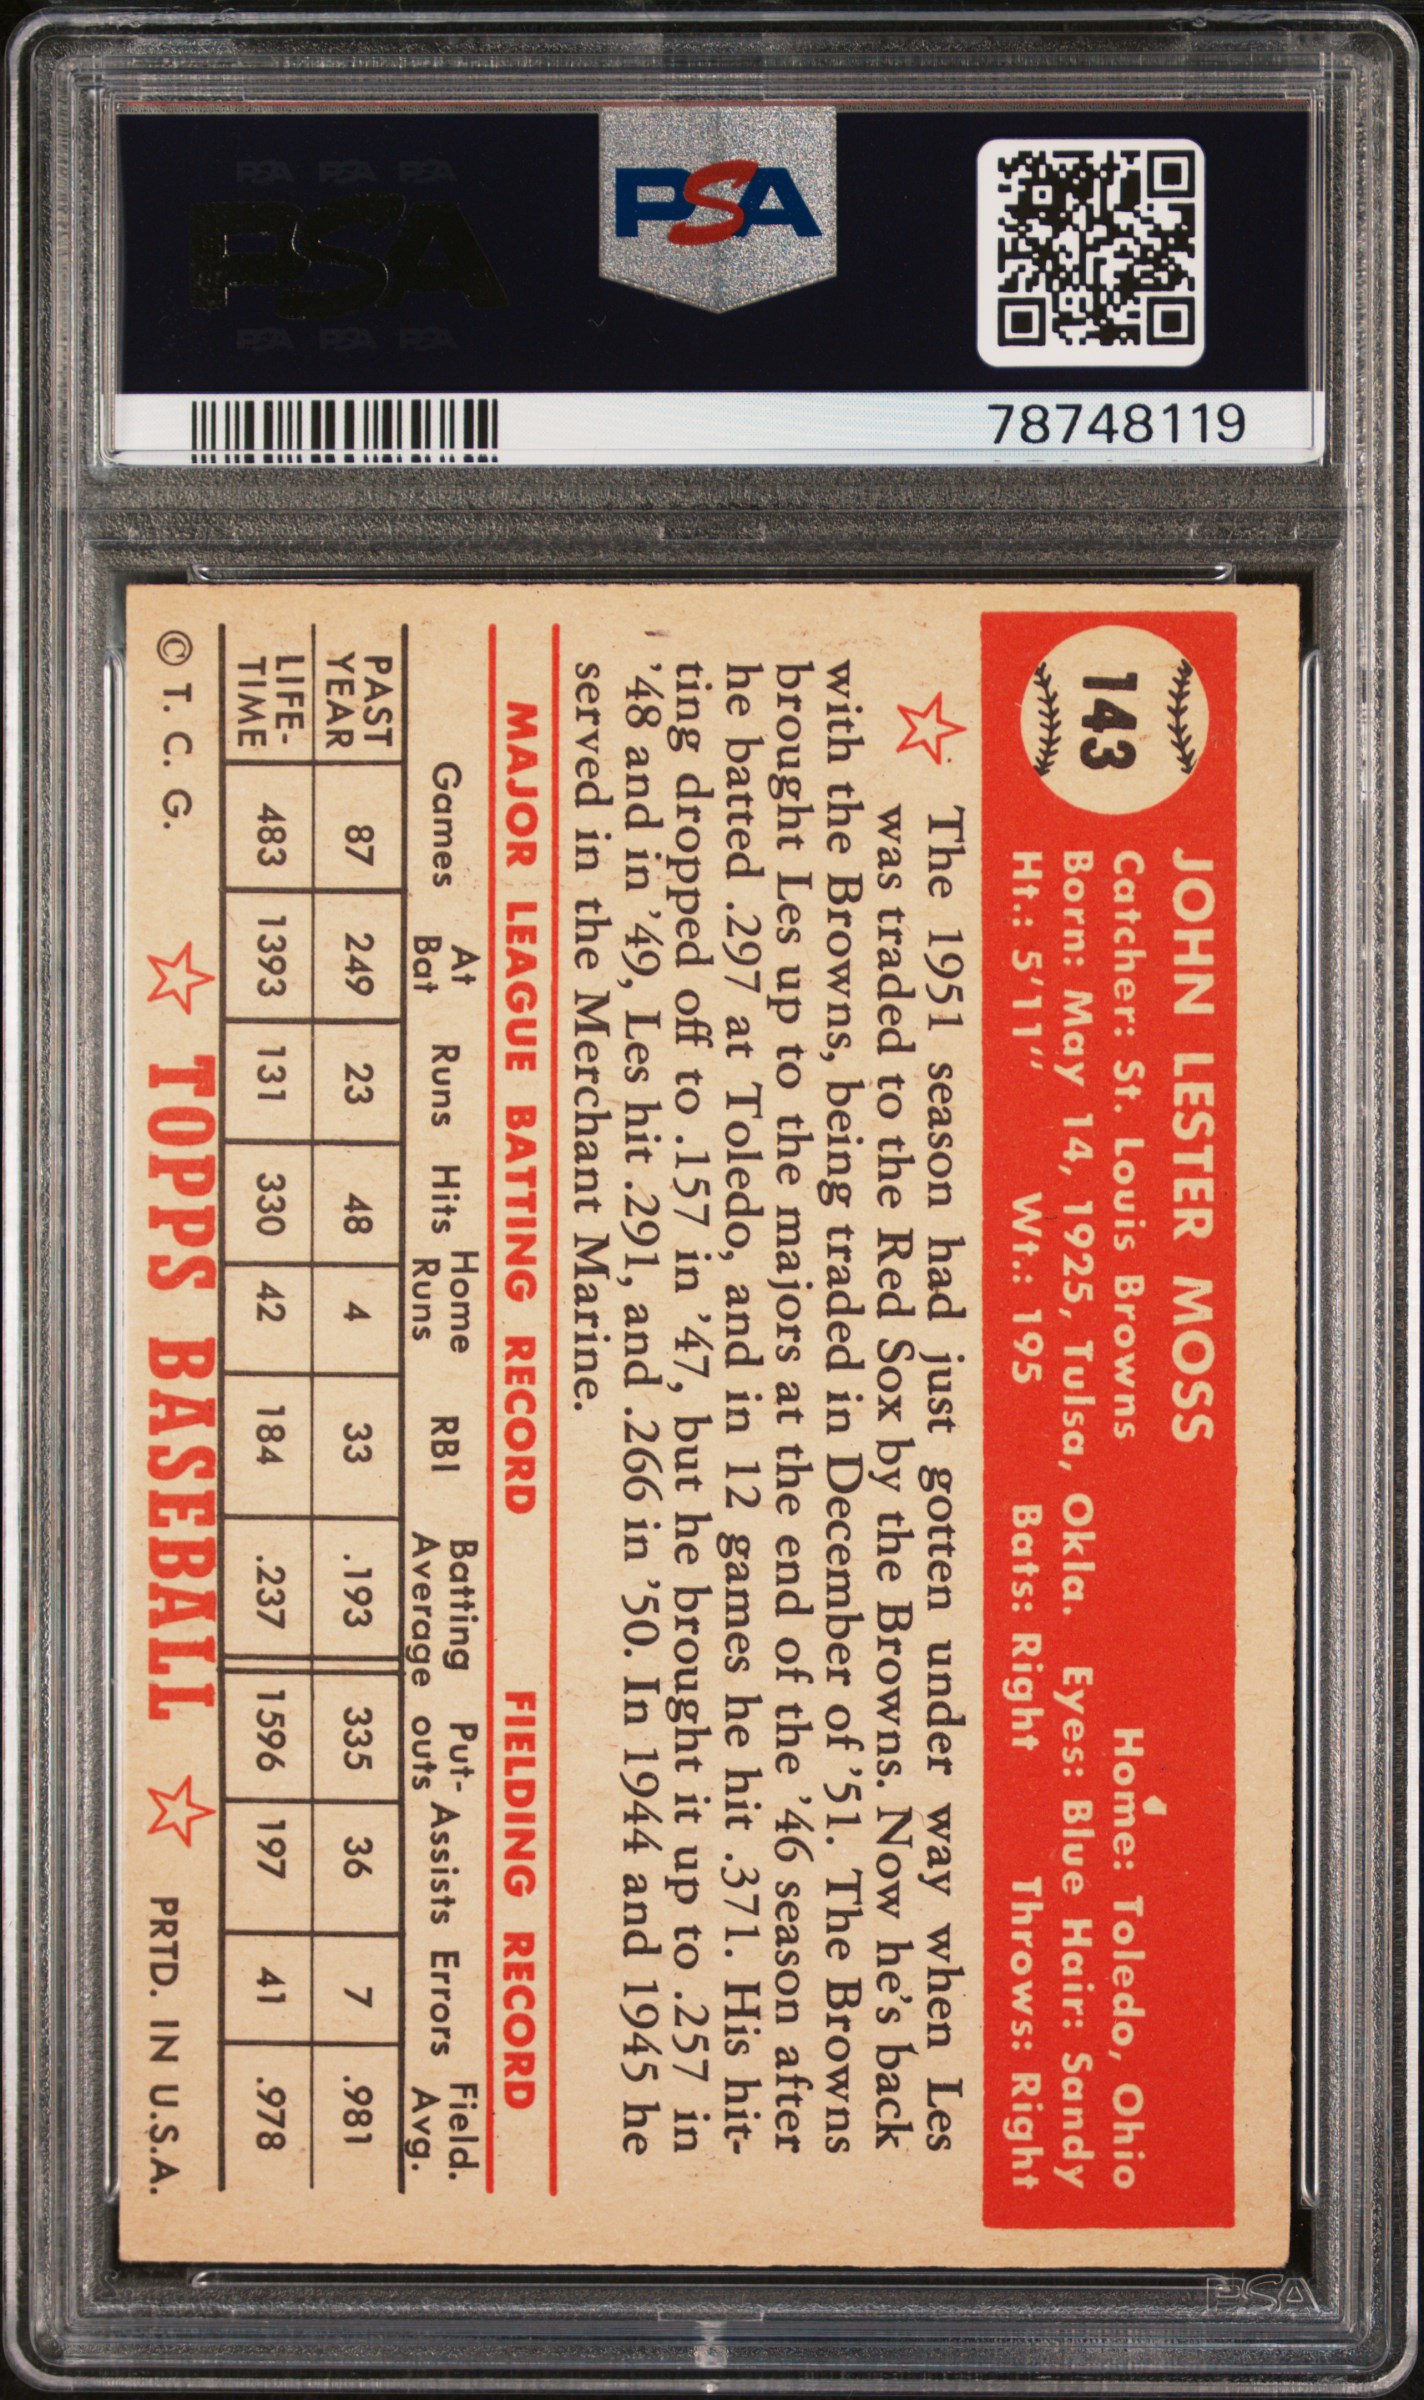 PSA PSA PSA
PSA
PSA PSA PSA
PSA
78748119
143
JOHN LESTER MOSS
Catcher: St. Louis Browns Home: Toledo, Ohio
Born: May 14, 1925, Tulsa, Okla. Eyes: Blue Hair: Sandy
Ht.: 5'11" Wt.: 195 Bats: Right Throws: Right
The 1951 season had just gotten under way when Les
was traded to the Red Sox by the Browns. Now he's back
with the Browns, being traded in December of '51. The Browns
brought Les up to the majors at the end of the '46 season after
he batted .297 at Toledo, and in 12 games he hit .371. His hit-
ting dropped off to .157 in '47, but he brought it up to .257 in
'48 and in '49, Les hit .291, and .266 in '50. In 1944 and 1945 he
served in the Merchant Marine.
MAJOR LEAGUE BATTING RECORD FIELDING RECORD
Games At Bat Runs Hits Home Runs RBI Batting Average Put-outs Assists Errors Field. Avg.
PAST YEAR 87 249 23 48 4 33 .193 335 36 7 .981
LIFE-TIME 483 1393 131 330 42 184 .237 1596 197 41 .978
© T. C. G. TOPPS BASEBALL PRTD. IN U.S.A.
PSA